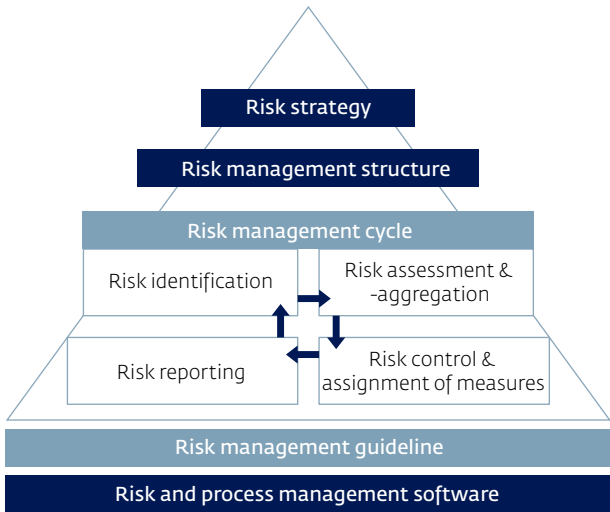 Risk strategy
Risk management structure
Risk management cycle
Risk identification
Risk assessment &
-aggregation
Risk reporting
Risk control &
assignment of measures
Risk management guideline
Risk and process management software